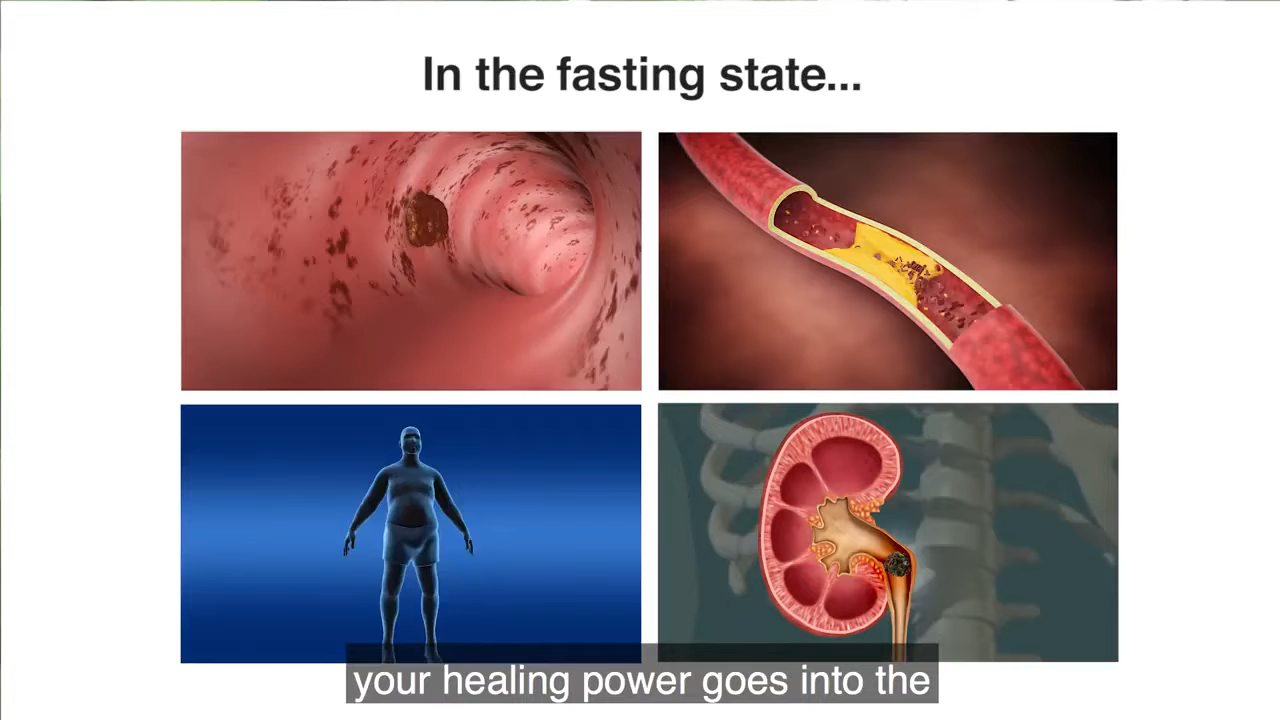 In the fasting state...
your healing power goes into the